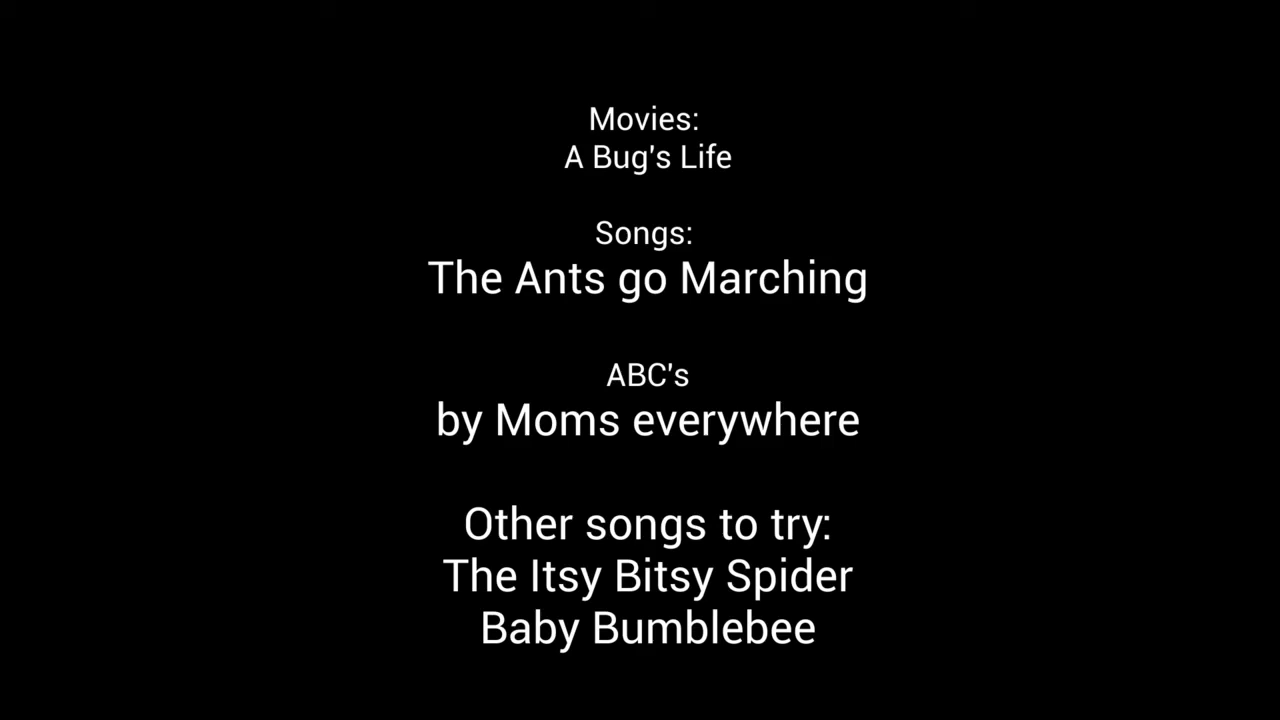 Movies:
A Bug's Life
Songs:
The Ants go Marching
ABC's
by Moms everywhere
Other songs to try:
The Itsy Bitsy Spider
Baby Bumblebee